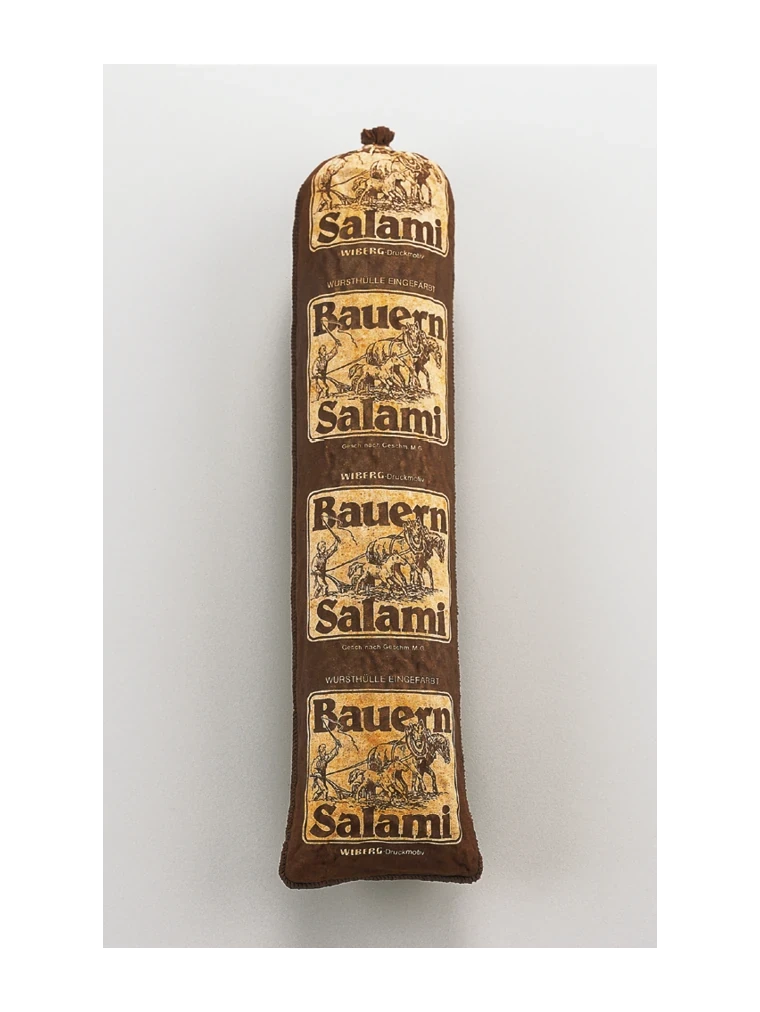 Salami
WIBERG-Druckmotiv
WURSTHÜLLE EINGEFÄRBT
Bauern
Salami
Gesch. nach Geschm.M.G.
WIBERG-Druckmotiv
Bauern
Salami
Gesch. nach Geschm.M.G.
WURSTHÜLLE EINGEFÄRBT
Bauern
Salami
WIBERG-Druckmotiv